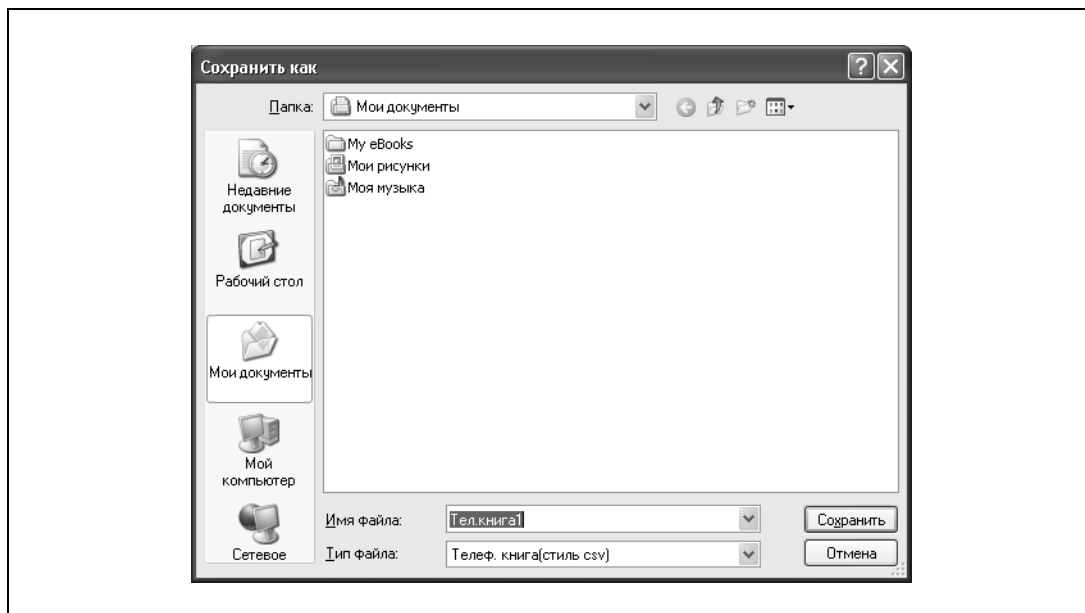 Сохранить как
Папка: Мои документы
My eBooks
Мои рисунки
Моя музыка
Недавние
документы
Рабочий стол
Мои документы
Мой
компьютер
Сетевое
Имя файла: Тел.книга1 Сохранить
Тип файла: Телеф. книга(стиль csv) Отмена